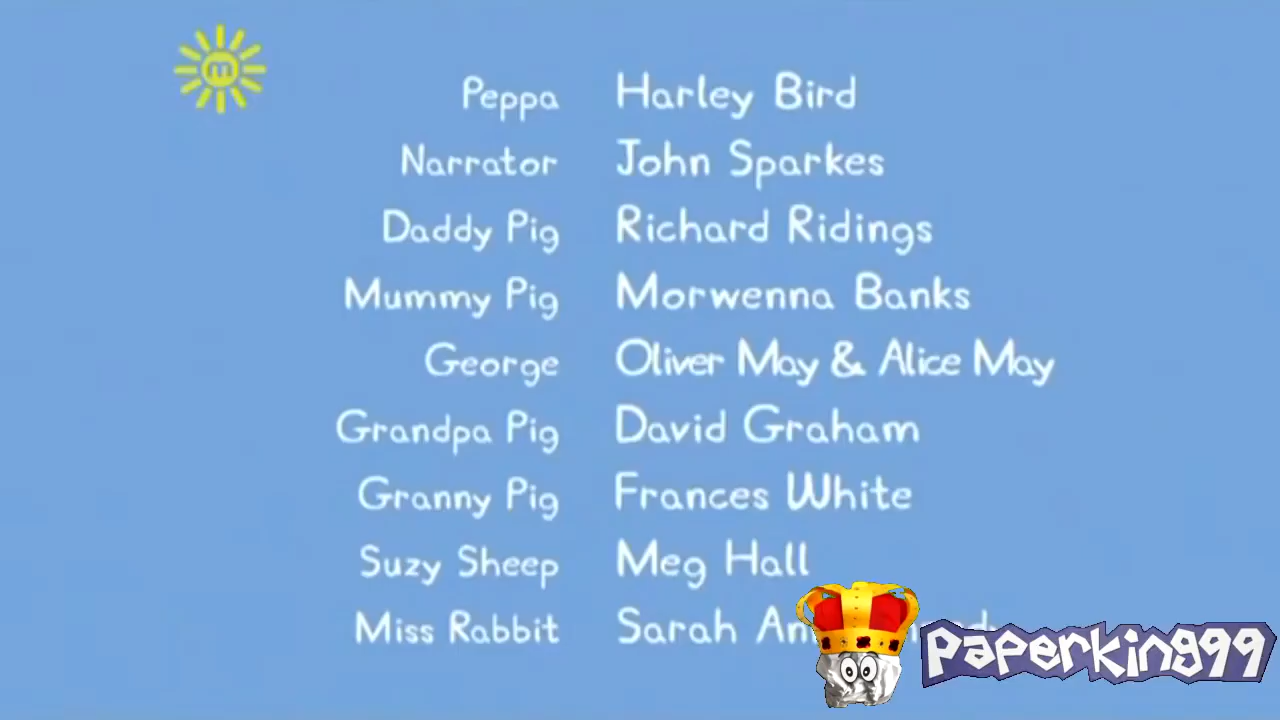 m
Peppa Harley Bird
Narrator John Sparkes
Daddy Pig Richard Ridings
Mummy Pig Morwenna Banks
George Oliver May & Alice May
Grandpa Pig David Graham
Granny Pig Frances White
Suzy Sheep Meg Hall
Miss Rabbit Sarah
PaPerKing99